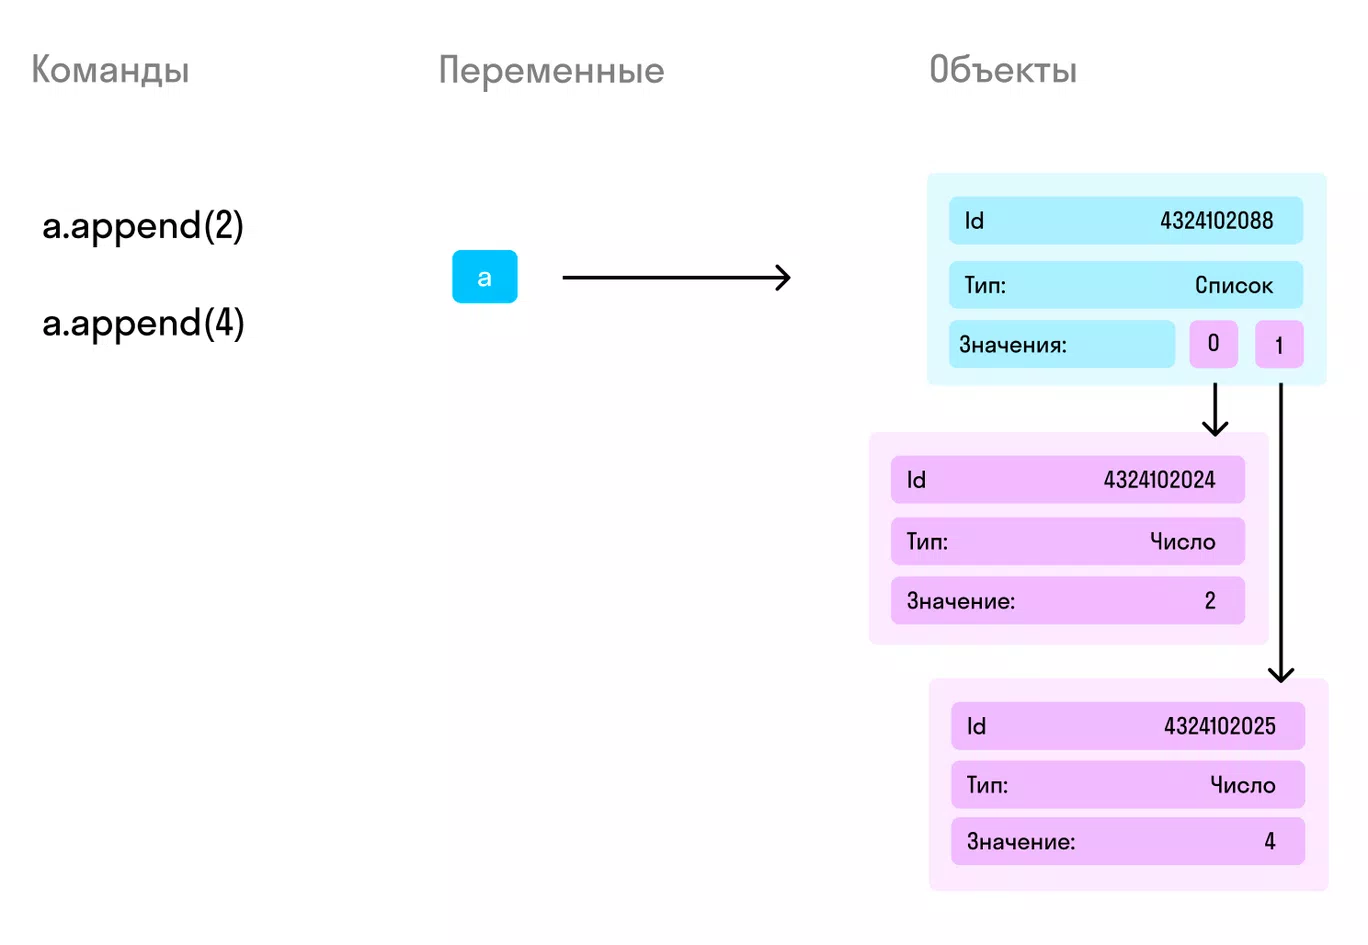 Команды Переменные Объекты
a.append(2)
a.append(4)
a
Id 4324102088
Тип: Список
Значения: 0 1
Id 4324102024
Тип: Число
Значение: 2
Id 4324102025
Тип: Число
Значение: 4